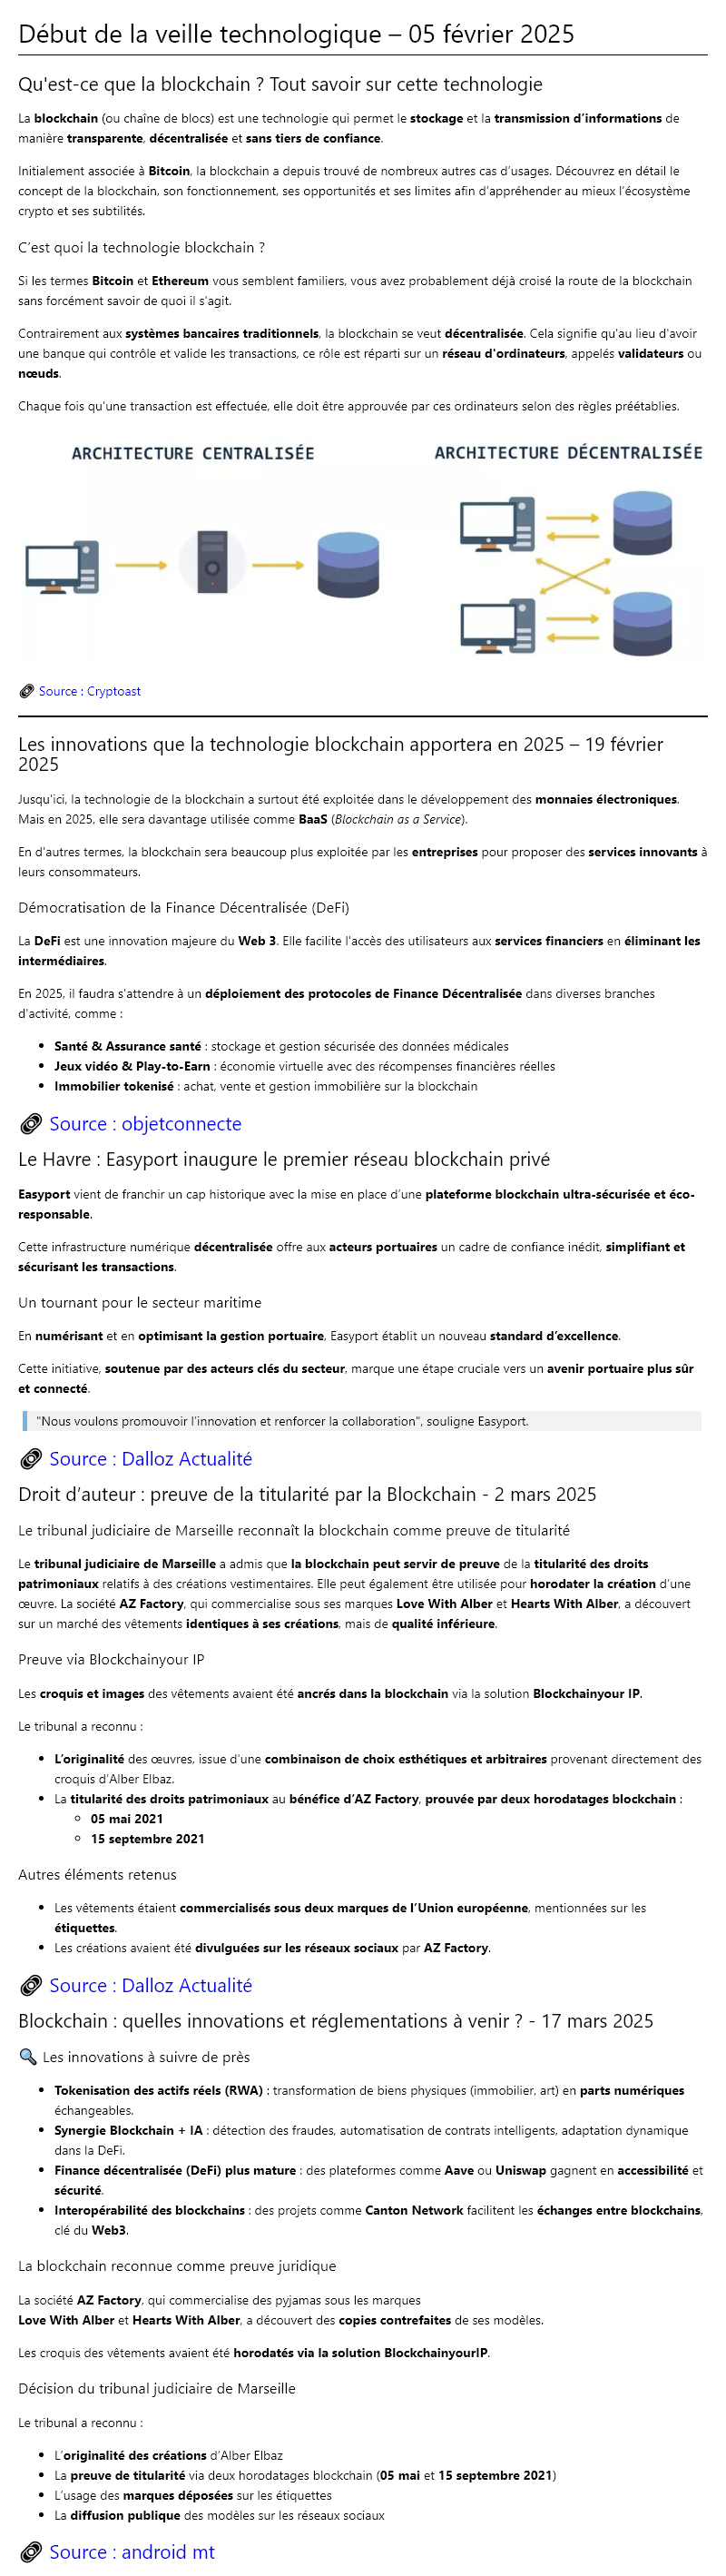 Début de la veille technologique – 05 février 2025
Qu'est-ce que la blockchain ? Tout savoir sur cette technologie
La blockchain (ou chaîne de blocs) est une technologie qui permet le stockage et la transmission d’informations de
manière transparente, décentralisée et sans tiers de confiance.
Initialement associée à Bitcoin, la blockchain a depuis trouvé de nombreux autres cas d’usages. Découvrez en détail le
concept de la blockchain, son fonctionnement, ses opportunités et ses limites afin d’appréhender au mieux l’écosystème
crypto et ses subtilités.
C’est quoi la technologie blockchain ?
Si les termes Bitcoin et Ethereum vous semblent familiers, vous avez probablement déjà croisé la route de la blockchain
sans forcément savoir de quoi il s'agit.
Contrairement aux systèmes bancaires traditionnels, la blockchain se veut décentralisée. Cela signifie qu'au lieu d'avoir
une banque qui contrôle et valide les transactions, ce rôle est réparti sur un réseau d'ordinateurs, appelés validateurs ou
nœuds.
Chaque fois qu'une transaction est effectuée, elle doit être approuvée par ces ordinateurs selon des règles préétablies.
ARCHITECTURE CENTRALISÉE
ARCHITECTURE DÉCENTRALISÉE
Source : Cryptoast
Les innovations que la technologie blockchain apportera en 2025 – 19 février
2025
Jusqu'ici, la technologie de la blockchain a surtout été exploitée dans le développement des monnaies électroniques.
Mais en 2025, elle sera davantage utilisée comme BaaS (Blockchain as a Service).
En d'autres termes, la blockchain sera beaucoup plus exploitée par les entreprises pour proposer des services innovants à
leurs consommateurs.
Démocratisation de la Finance Décentralisée (DeFi)
La DeFi est une innovation majeure du Web 3. Elle facilite l'accès des utilisateurs aux services financiers en éliminant les
intermédiaires.
En 2025, il faudra s'attendre à un déploiement des protocoles de Finance Décentralisée dans diverses branches
d'activité, comme :
• Santé & Assurance santé : stockage et gestion sécurisée des données médicales
• Jeux vidéo & Play-to-Earn : économie virtuelle avec des récompenses financières réelles
• Immobilier tokenisé : achat, vente et gestion immobilière sur la blockchain
Source : objetconnecte
Le Havre : Easyport inaugure le premier réseau blockchain privé
Easyport vient de franchir un cap historique avec la mise en place d’une plateforme blockchain ultra-sécurisée et éco-
responsable.
Cette infrastructure numérique décentralisée offre aux acteurs portuaires un cadre de confiance inédit, simplifiant et
sécurisant les transactions.
Un tournant pour le secteur maritime
En numérisant et en optimisant la gestion portuaire, Easyport établit un nouveau standard d’excellence.
Cette initiative, soutenue par des acteurs clés du secteur, marque une étape cruciale vers un avenir portuaire plus sûr
et connecté.
"Nous voulons promouvoir l’innovation et renforcer la collaboration", souligne Easyport.
Source : Dalloz Actualité
Droit d’auteur : preuve de la titularité par la Blockchain - 2 mars 2025
Le tribunal judiciaire de Marseille reconnaît la blockchain comme preuve de titularité
Le tribunal judiciaire de Marseille a admis que la blockchain peut servir de preuve de la titularité des droits
patrimoniaux relatifs à des créations vestimentaires. Elle peut également être utilisée pour horodater la création d’une
œuvre. La société AZ Factory, qui commercialise sous ses marques Love With Alber et Hearts With Alber, a découvert
sur un marché des vêtements identiques à ses créations, mais de qualité inférieure.
Preuve via Blockchainyour IP
Les croquis et images des vêtements avaient été ancrés dans la blockchain via la solution Blockchainyour IP.
Le tribunal a reconnu :
• L’originalité des œuvres, issue d’une combinaison de choix esthétiques et arbitraires provenant directement des
croquis d’Alber Elbaz.
• La titularité des droits patrimoniaux au bénéfice d’AZ Factory, prouvée par deux horodatages blockchain :
◦ 05 mai 2021
◦ 15 septembre 2021
Autres éléments retenus
• Les vêtements étaient commercialisés sous deux marques de l’Union européenne, mentionnées sur les
étiquettes.
• Les créations avaient été divulguées sur les réseaux sociaux par AZ Factory.
Source : Dalloz Actualité
Blockchain : quelles innovations et réglementations à venir ? - 17 mars 2025
🔍 Les innovations à suivre de près
• Tokenisation des actifs réels (RWA) : transformation de biens physiques (immobilier, art) en parts numériques
échangeables.
• Synergie Blockchain + IA : détection des fraudes, automatisation de contrats intelligents, adaptation dynamique
dans la DeFi.
• Finance décentralisée (DeFi) plus mature : des plateformes comme Aave ou Uniswap gagnent en accessibilité et
sécurité.
• Interopérabilité des blockchains : des projets comme Canton Network facilitent les échanges entre blockchains,
clé du Web3.
La blockchain reconnue comme preuve juridique
La société AZ Factory, qui commercialise des pyjamas sous les marques
Love With Alber et Hearts With Alber, a découvert des copies contrefaites de ses modèles.
Les croquis des vêtements avaient été horodatés via la solution BlockchainyourIP.
Décision du tribunal judiciaire de Marseille
Le tribunal a reconnu :
• L’originalité des créations d’Alber Elbaz
• La preuve de titularité via deux horodatages blockchain (05 mai et 15 septembre 2021)
• L’usage des marques déposées sur les étiquettes
• La diffusion publique des modèles sur les réseaux sociaux
Source : android mt